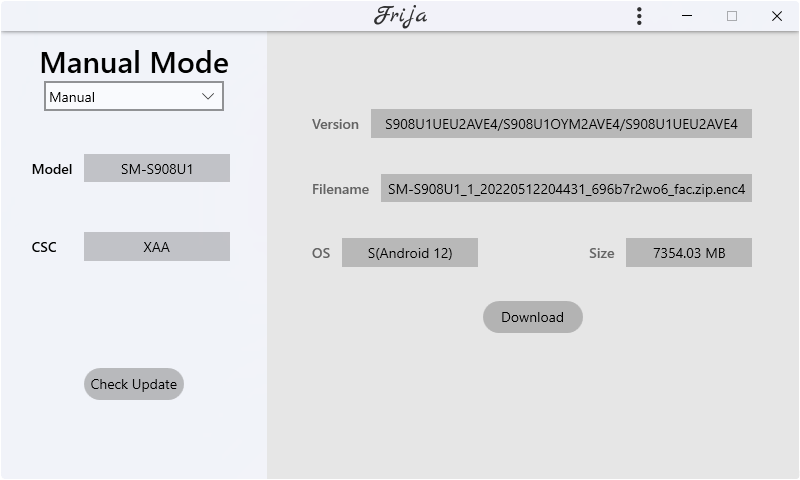 Frija
Manual Mode
Manual
Model SM-S908U1
CSC XAA
Check Update
Version S908U1UEU2AVE4/S908U1OYM2AVE4/S908U1UEU2AVE4
Filename SM-S908U1_1_20220512204431_696b7r2wo6_fac.zip.enc4
OS S(Android 12) Size 7354.03 MB
Download